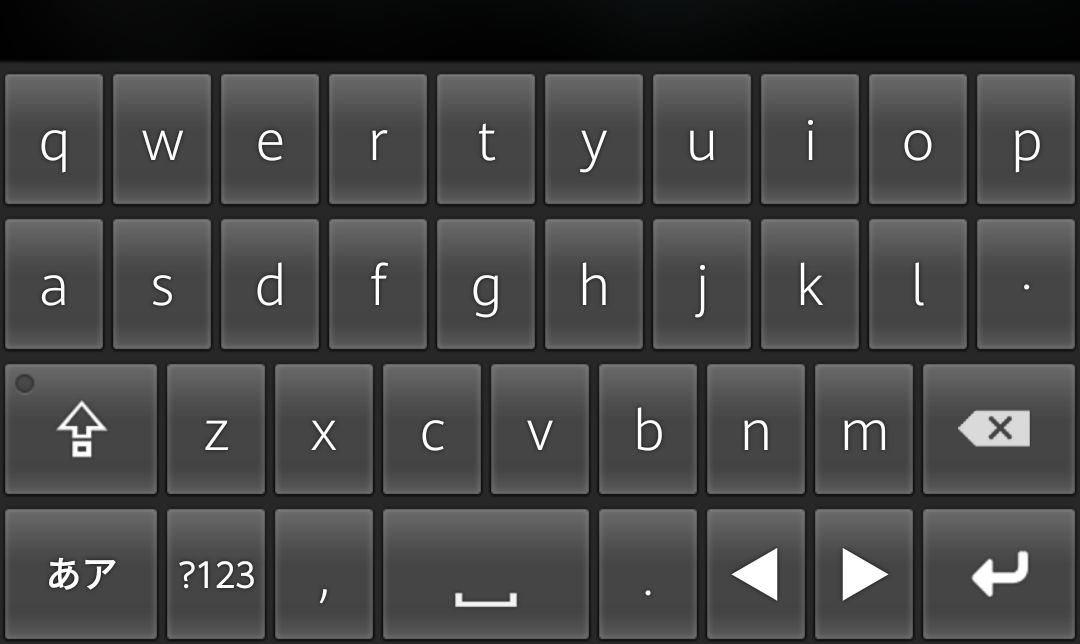 q w e r t y u i o p
a s d f g h j k l ·
z x c v b n m
あア ?123 , .